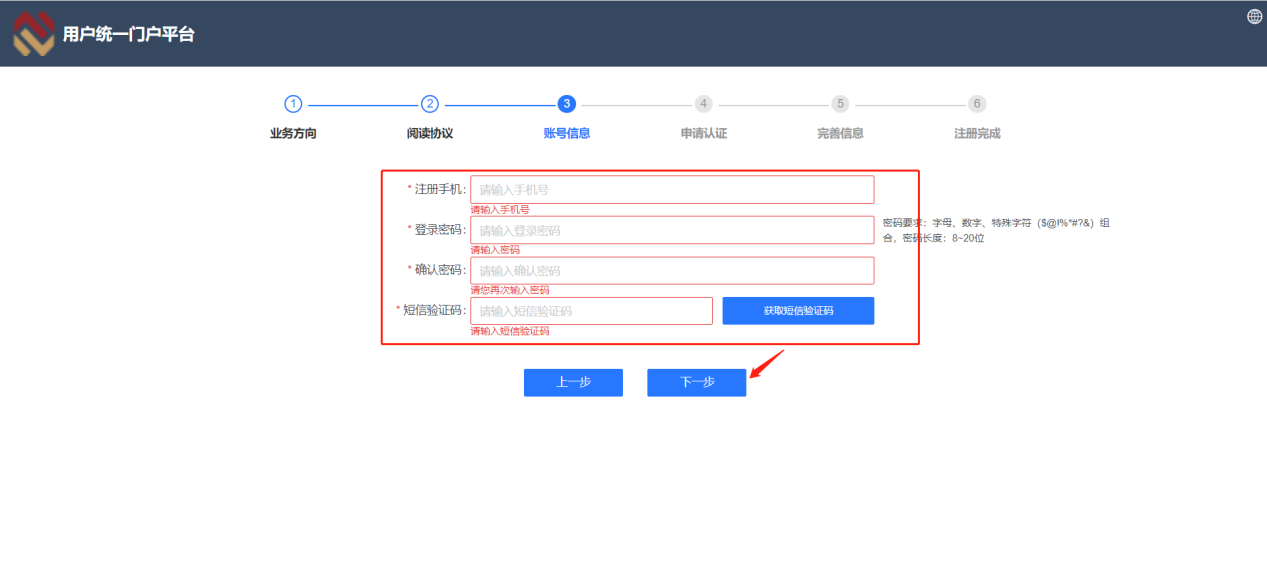 用户统一门户平台
1 2 3 4 5 6
业务方向 阅读协议 账号信息 申请认证 完善信息 注册完成
* 注册手机: 请输入手机号
请输入手机号
* 登录密码: 请输入登录密码
密码要求：字母、数字、特殊字符（$@!%*#?&）组
合，密码长度：8~20位
请输入密码
* 确认密码: 请输入确认密码
请您再次输入密码
* 短信验证码: 请输入短信验证码 获取短信验证码
请输入短信验证码
上一步 下一步